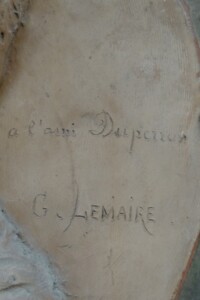 a l'ami Duperron
G. LEMAIRE